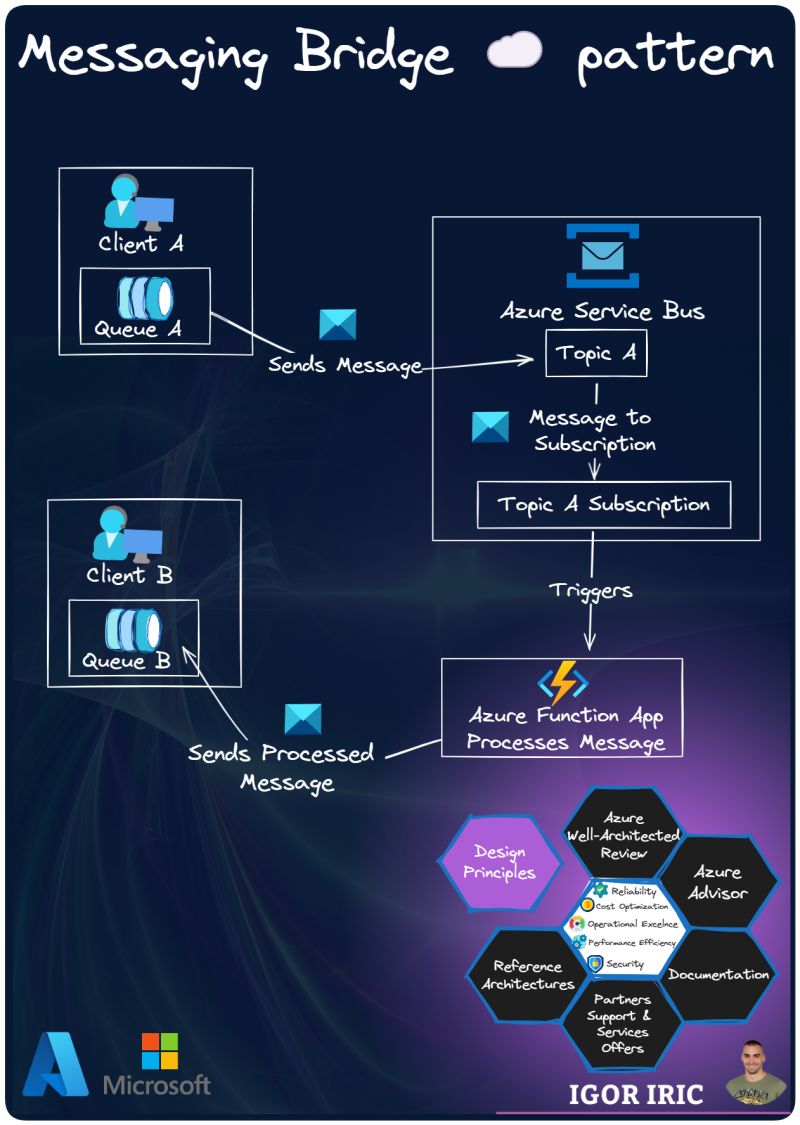 Messaging Bridge pattern
Client A
Queue A
Sends Message
Azure Service Bus
Topic A
Message to
Subscription
Topic A Subscription
Triggers
Client B
Queue B
Azure Function App
Processes Message
Sends Processed
Message
Design
Principles
Azure
Well-Architected
Review
Azure
Advisor
Reliability
Cost Optimization
Operational Excelnce
Performance Efficiency
Security
Reference
Architectures
Documentation
Partners
Support &
Services
Offers
Microsoft
IGOR IRIC